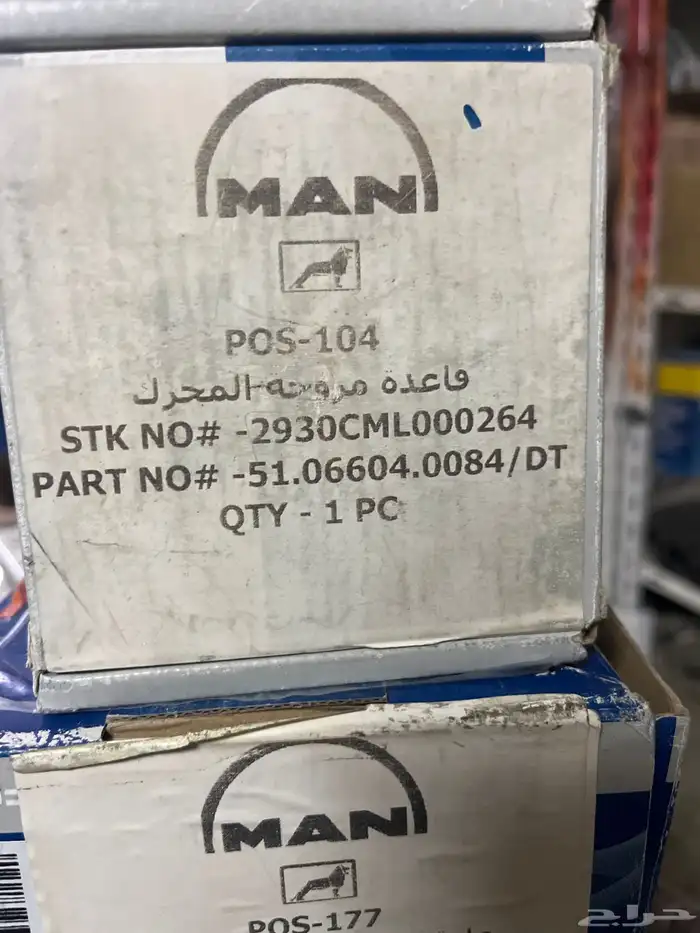 MAN
POS-104
قاعدة مروحة المحرك
STK NO# -2930CML000264
PART NO# -51.06604.0084/DT
QTY - 1 PC
MAN
POS-177
حراج